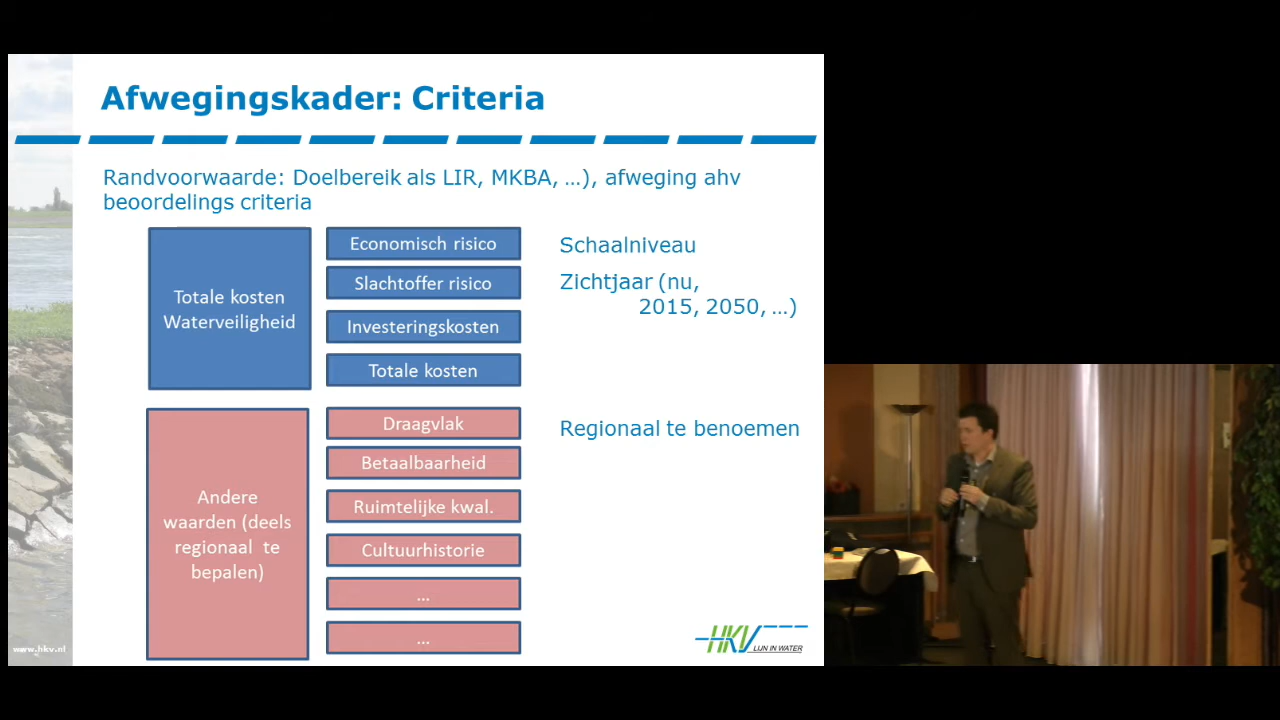 Afwegingskader: Criteria
Randvoorwaarde: Doelbereik als LIR, MKBA, …), afweging ahv
beoordelings criteria
Totale kosten
Waterveiligheid
Economisch risico
Slachtoffer risico
Investeringskosten
Totale kosten
Schaalniveau
Zichtjaar (nu,
2015, 2050, …)
Andere
waarden (deels
regionaal te
bepalen)
Draagvlak
Betaalbaarheid
Ruimtelijke kwal.
Cultuurhistorie
…
…
Regionaal te benoemen
www.hkv.nl
HKV
LIJN IN WATER